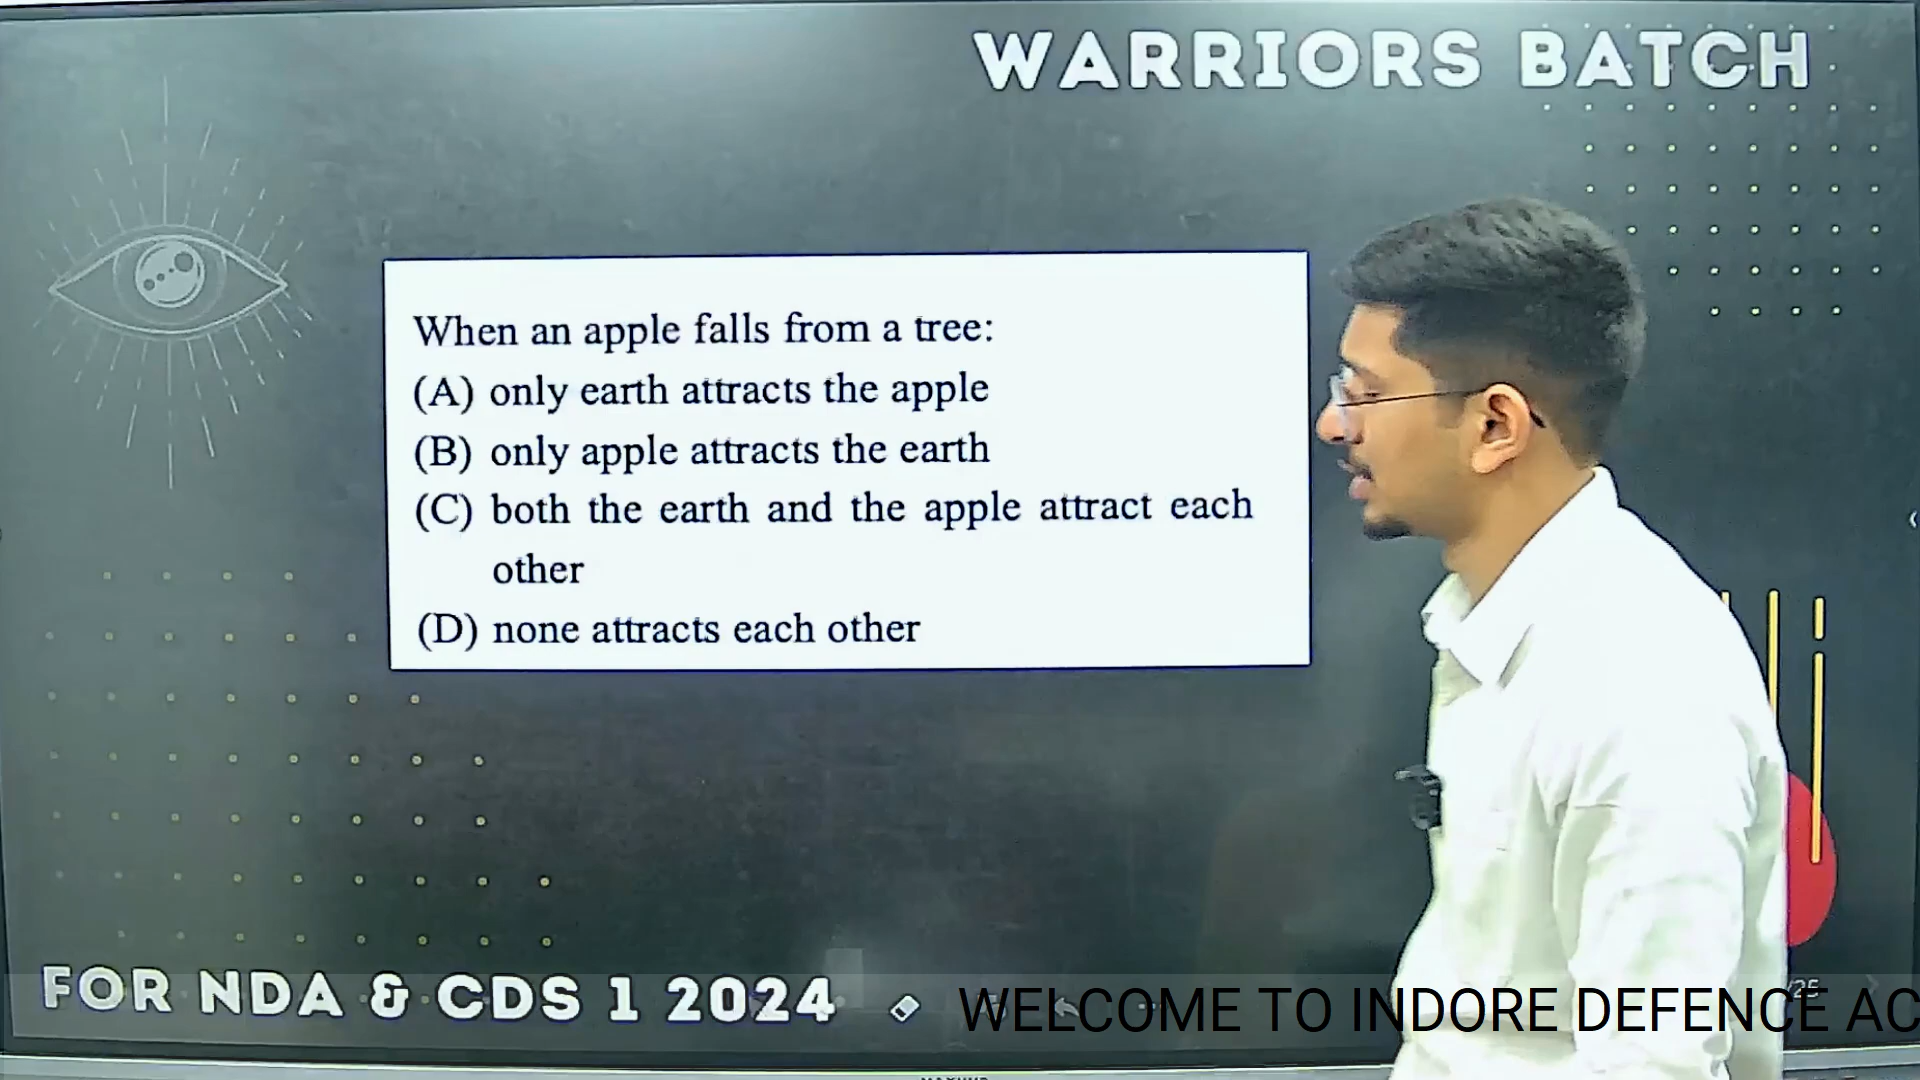 WARRIORS BATCH
When an apple falls from a tree:
(A) only earth attracts the apple
(B) only apple attracts the earth
(C) both the earth and the apple attract each
other
(D) none attracts each other
FOR NDA & CDS 1 2024
WELCOME TO INDORE DEFENCE AC
/25